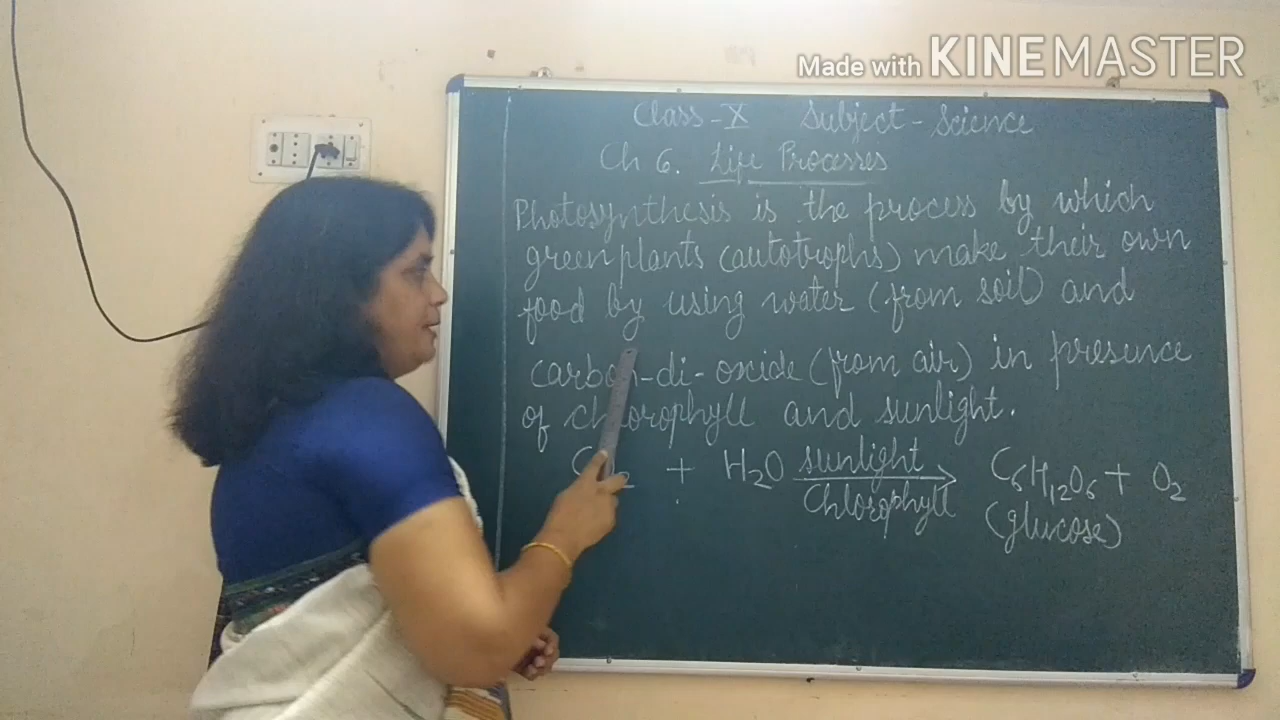 Made with KINEMASTER
Class-X Subject-Science
Ch 6. Life Processes
Photosynthesis is the process by which
green plants (autotrophs) make their own
food by using water (from soil) and
carbon-di-oxide (from air) in presence
of chlorophyll and sunlight.
+ H₂O sunlight → C₆H₁₂O₆ + O₂
Chlorophyll (glucose)